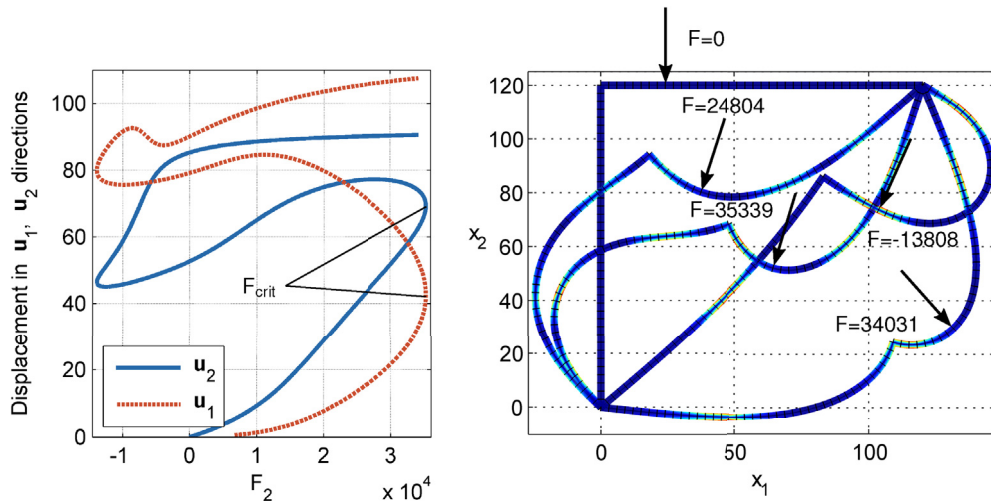 Displacement in u1, u2 directions
100
80
60
40
20
0
-1
0
1
2
3
x 10^4
F2
Fcrit
u2
u1
F=0
F=24804
F=35339
F=-13808
F=34031
120
100
80
60
40
20
0
x2
0
50
100
x1